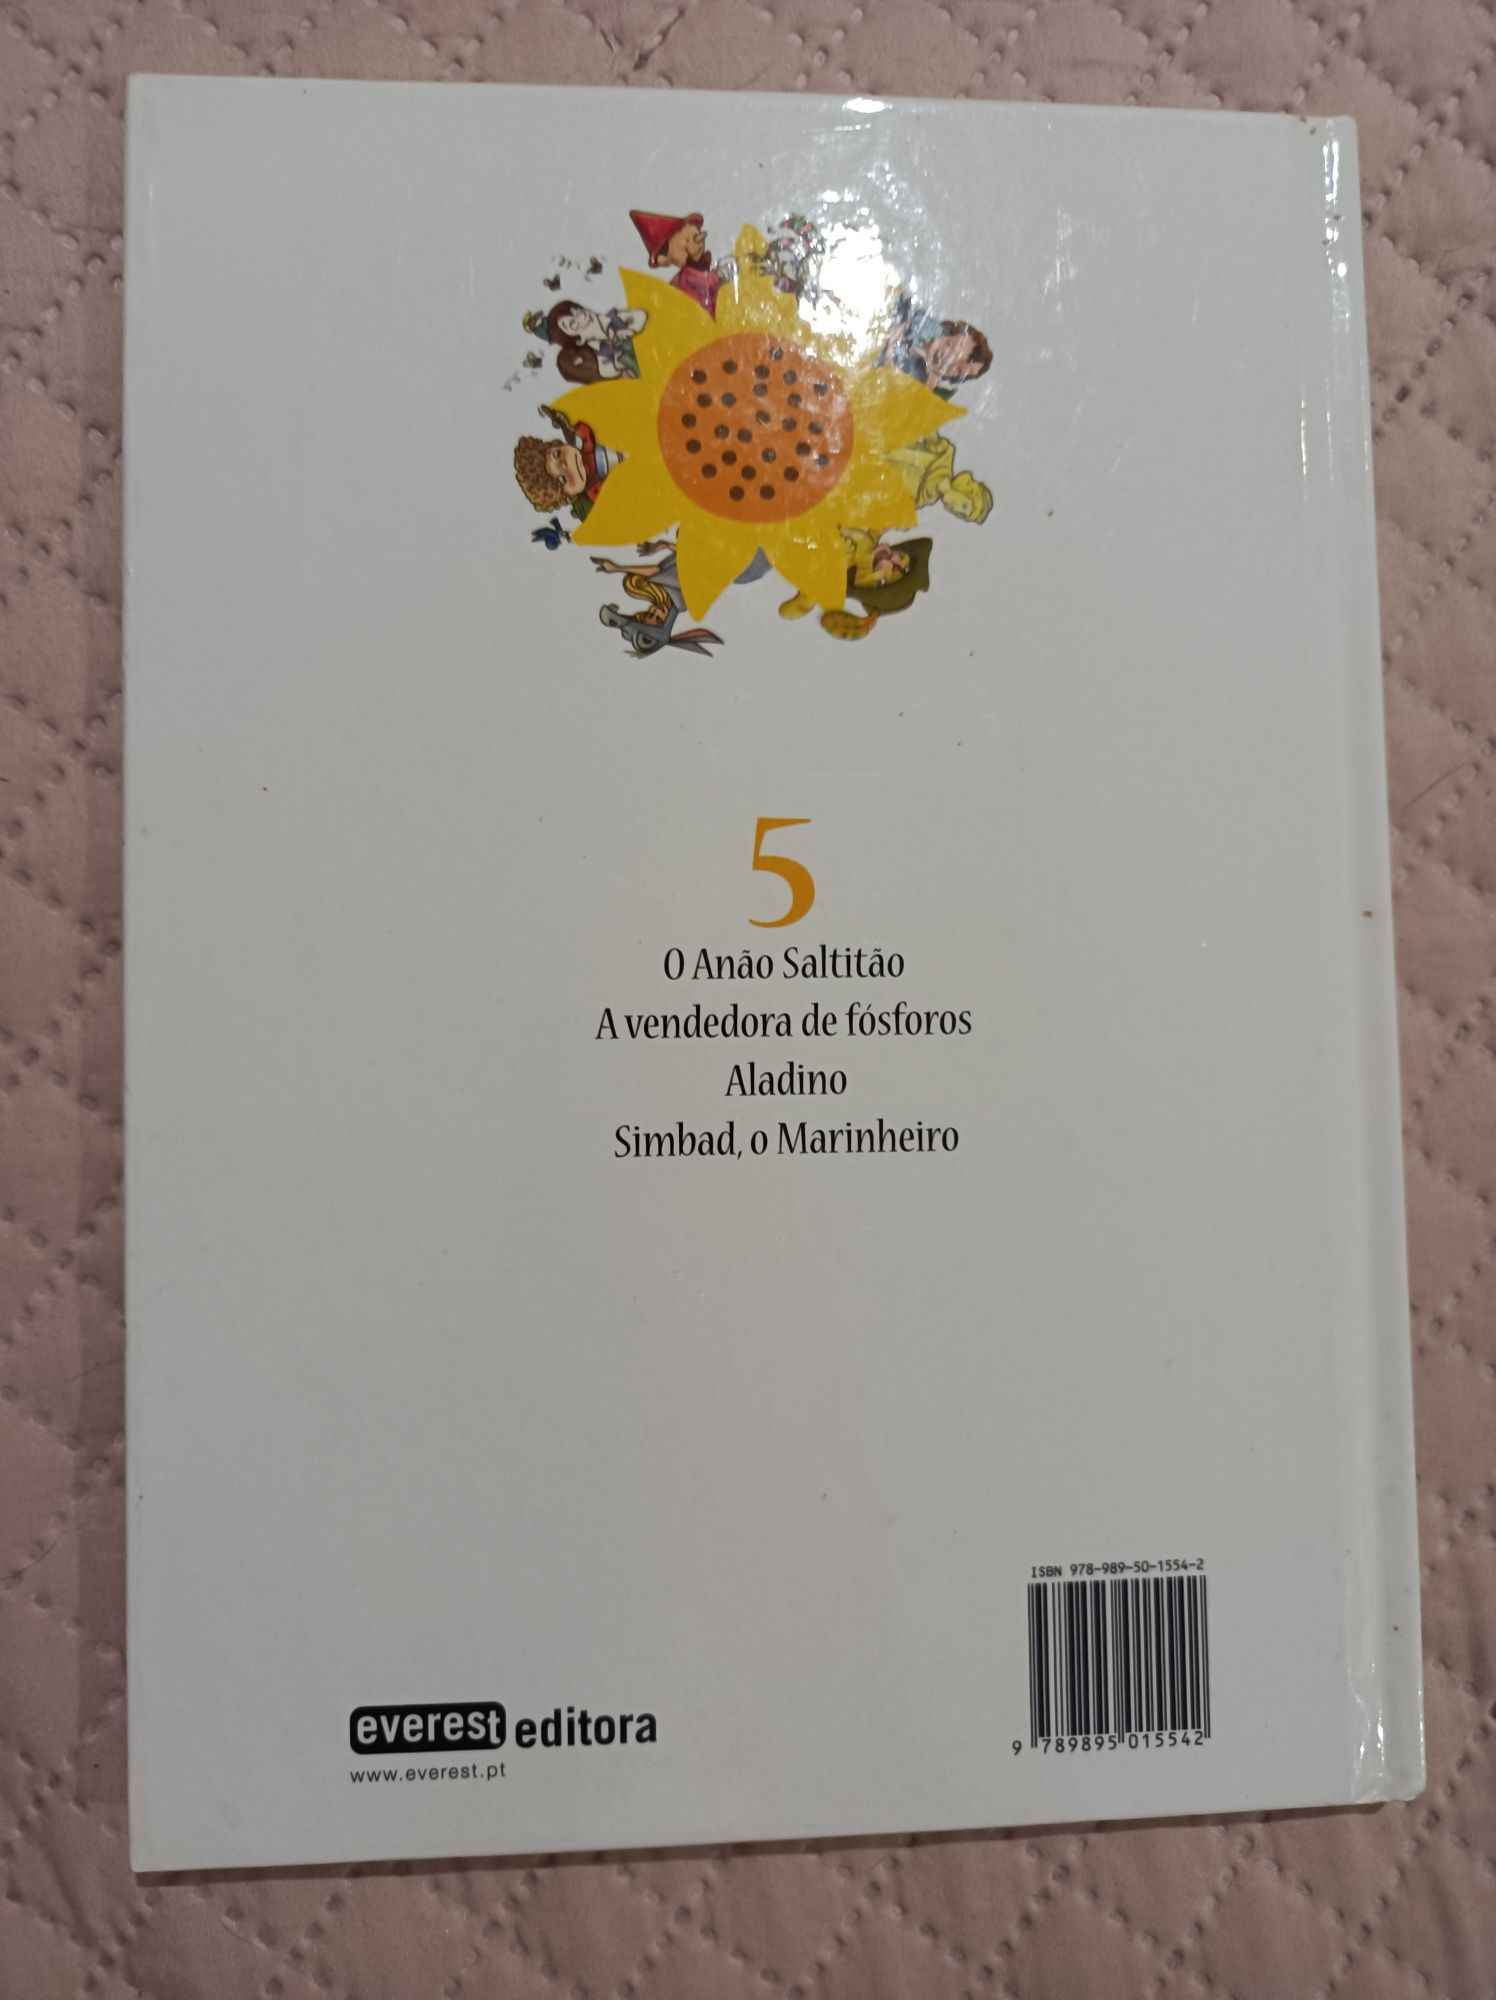 5
O Anão Saltitão
A vendedora de fósforos
Aladino
Simbad, o Marinheiro
ISBN 978-989-50-1554-2
9 789895 015542
everest editora
www.everest.pt